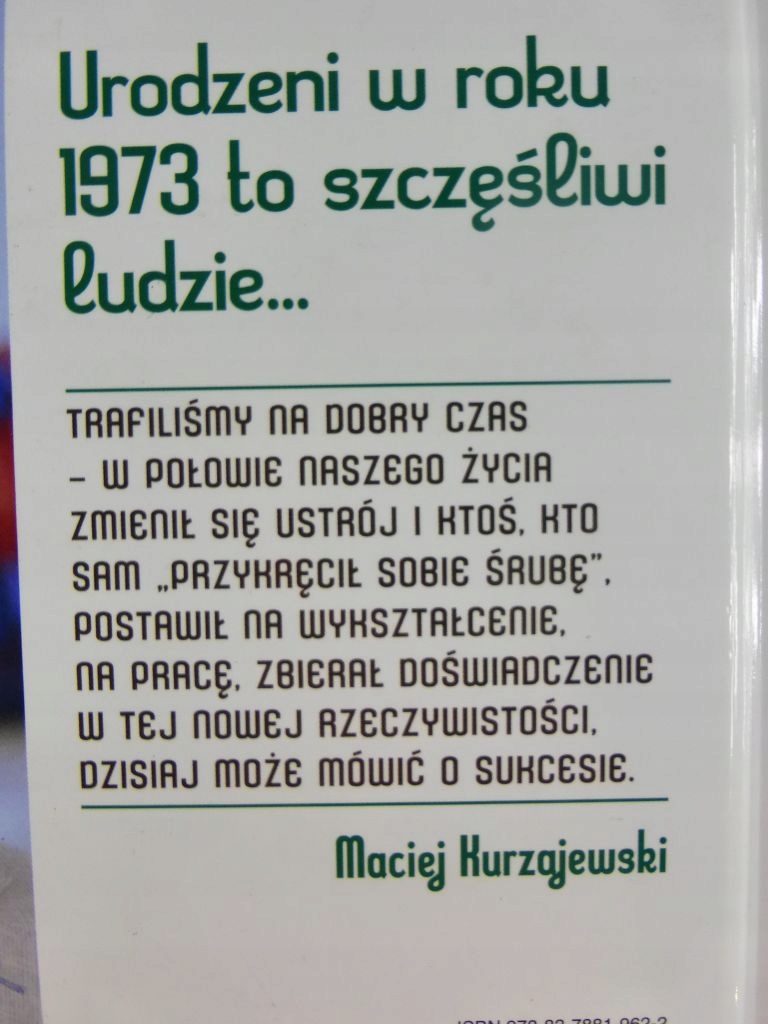 Urodzeni w roku
1973 to szczęśliwi
ludzie...
TRAFILIŚMY NA DOBRY CZAS
– W POŁOWIE NASZEGO ŻYCIA
ZMIENIŁ SIĘ USTRÓJ I KTOŚ, KTO
SAM „PRZYKRĘCIŁ SOBIE ŚRUBĘ”,
POSTAWIŁ NA WYKSZTAŁCENIE,
NA PRACĘ, ZBIERAŁ DOŚWIADCZENIE
W TEJ NOWEJ RZECZYWISTOŚCI,
DZISIAJ MOŻE MÓWIĆ O SUKCESIE.
Maciej Kurzajewski